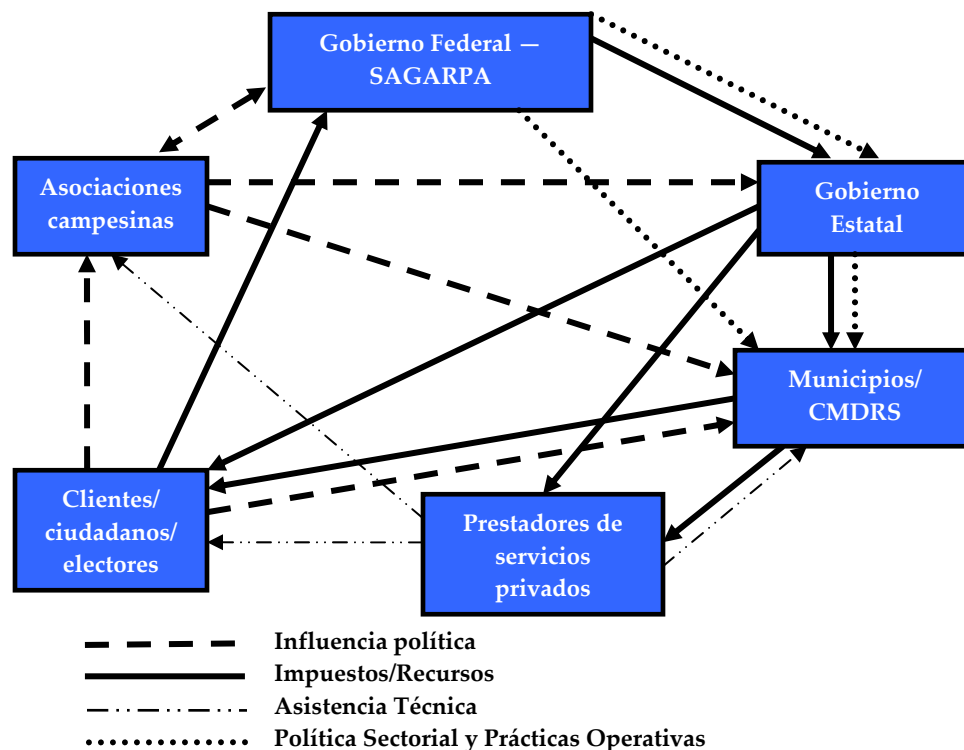 Gobierno Federal —
SAGARPA
Asociaciones
campesinas
Gobierno
Estatal
Municipios/
CMDRS
Clientes/
ciudadanos/
electores
Prestadores de
servicios
privados
Influencia política
Impuestos/Recursos
Asistencia Técnica
Política Sectorial y Prácticas Operativas